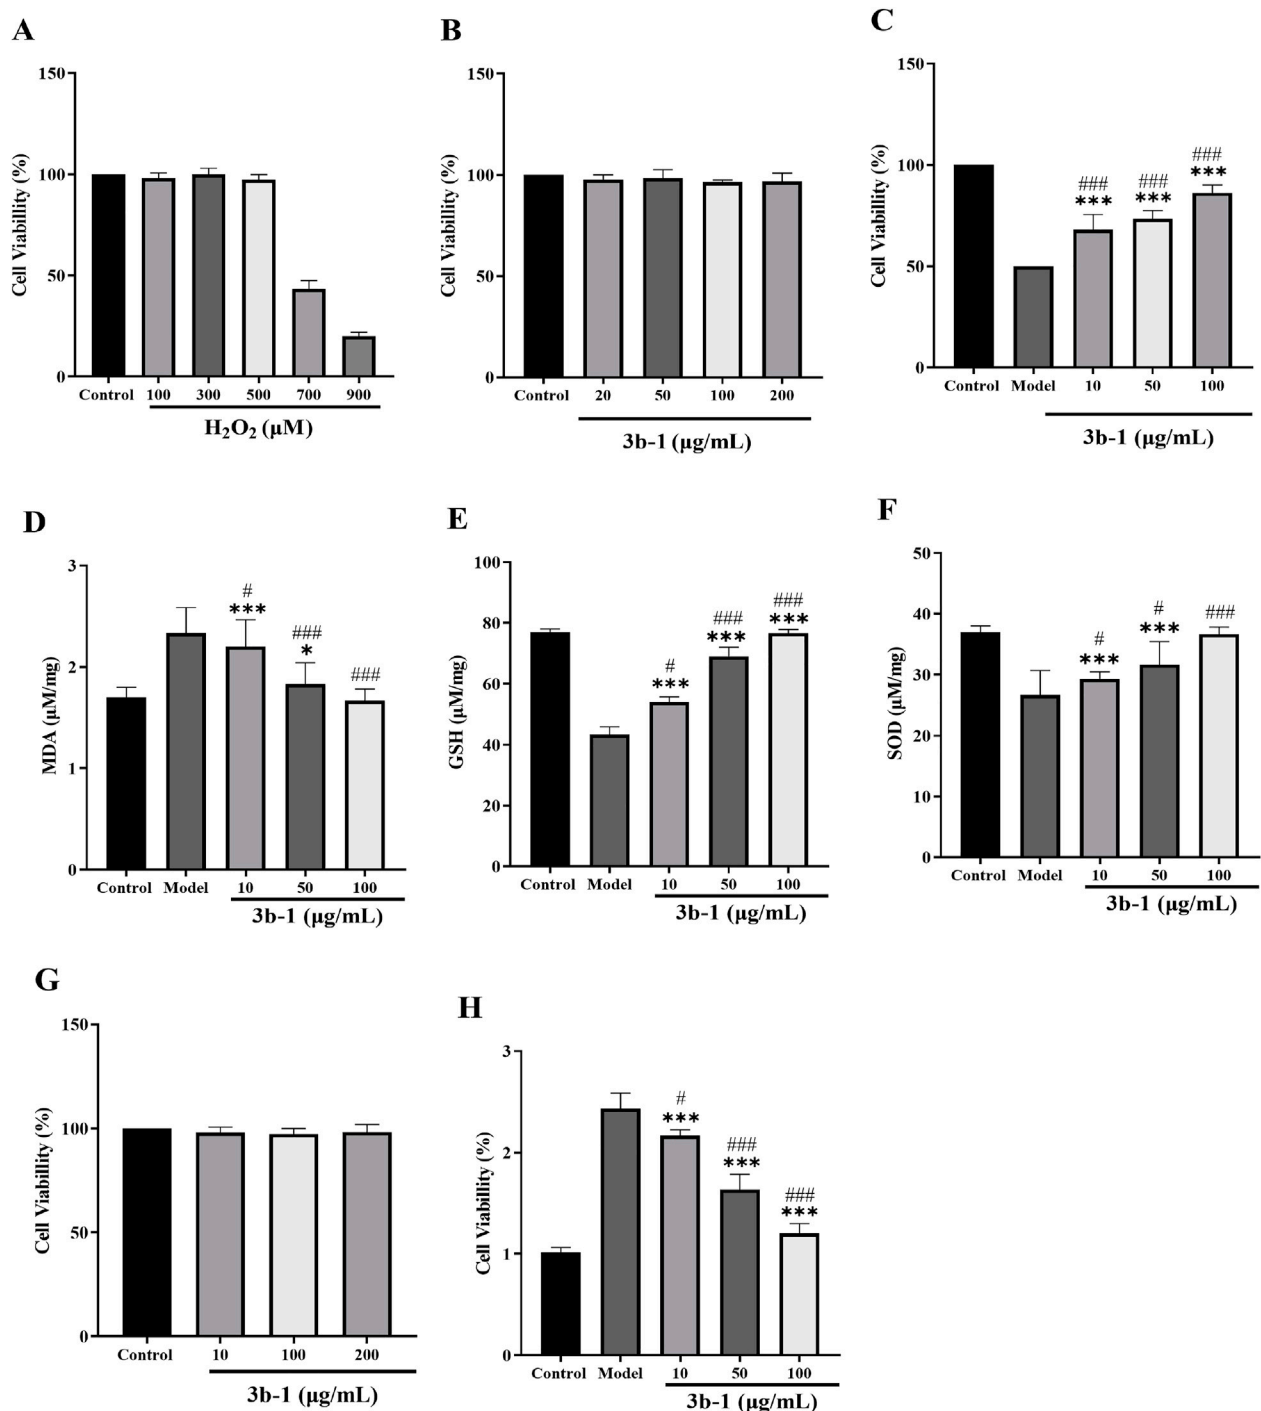 A
150
100
50
0
Cell Viabillity (%)
Control 100 300 500 700 900
H₂O₂ (μM)
B
150
100
50
0
Cell Viabillity (%)
Control 20 50 100 200
3b-1 (μg/mL)
C
150
100
50
0
Cell Viabillity (%)
### ### ###
*** *** ***
Control Model 10 50 100
3b-1 (μg/mL)
D
3
2
1
0
MDA (μM/mg)
# ### ###
*** *
Control Model 10 50 100
3b-1 (μg/mL)
E
100
80
60
40
20
0
GSH (μM/mg)
# ### ###
*** *** ***
Control Model 10 50 100
3b-1 (μg/mL)
F
50
40
30
20
10
0
SOD (μM/mg)
# # ###
*** ***
Control Model 10 50 100
3b-1 (μg/mL)
G
150
100
50
0
Cell Viabillity (%)
Control 10 100 200
3b-1 (μg/mL)
H
3
2
1
0
Cell Viabillity (%)
# ### ###
*** *** ***
Control Model 10 50 100
3b-1 (μg/mL)